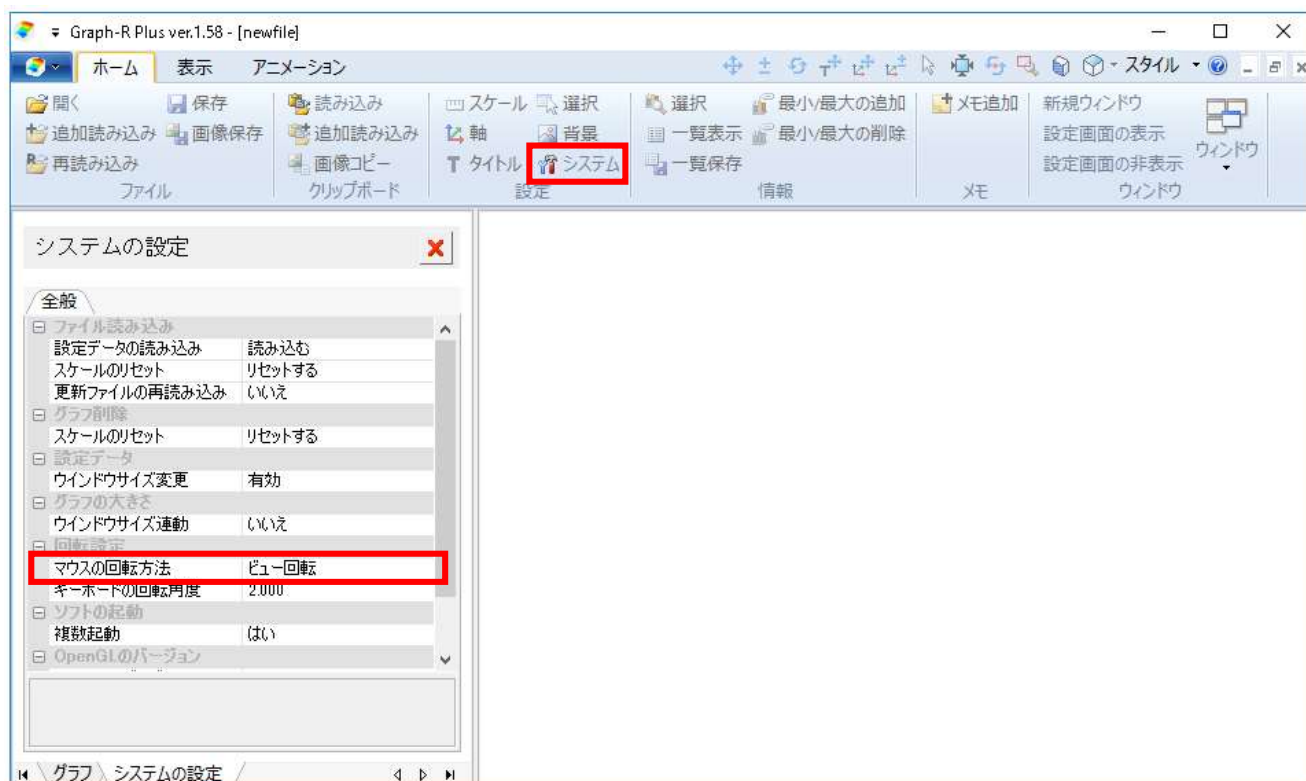 Graph-R Plus ver.1.58 - [newfile]
ホーム 表示 アニメーション スタイル
開く 保存 読み込み スケール 選択 選択 最小/最大の追加 メモ追加 新規ウィンドウ
追加読み込み 画像保存 追加読み込み 軸 背景 一覧表示 最小/最大の削除 設定画面の表示
再読み込み 画像コピー タイトル システム 一覧保存 設定画面の非表示 ウィンドウ
ファイル クリップボード 設定 情報 メモ ウィンドウ
システムの設定
全般
ファイル読み込み
設定データの読み込み 読み込む
スケールのリセット リセットする
更新ファイルの再読み込み いいえ
グラフ削除
スケールのリセット リセットする
設定データ
ウインドウサイズ変更 有効
グラフの大きさ
ウインドウサイズ連動 いいえ
回転設定
マウスの回転方法 ビュー回転
キーボードの回転角度 2.000
ソフトの起動
複数起動 はい
OpenGLのバージョン
グラフ システムの設定